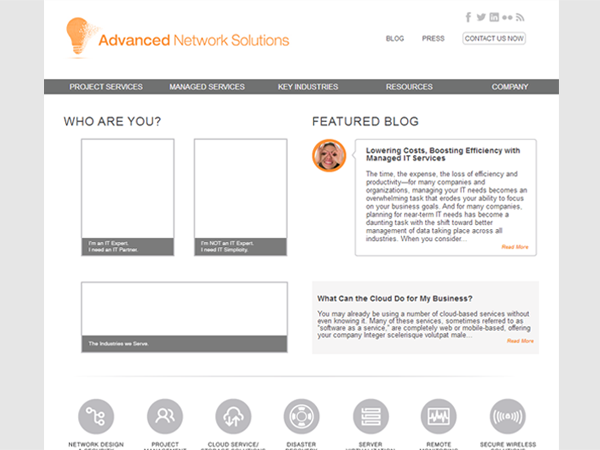 Advanced Network Solutions
BLOG PRESS CONTACT US NOW
PROJECT SERVICES MANAGED SERVICES KEY INDUSTRIES RESOURCES COMPANY
WHO ARE YOU?
I'm an IT Expert.
I need an IT Partner.
I'm NOT an IT Expert.
I need IT Simplicity.
The Industries we Serve
FEATURED BLOG
Lowering Costs, Boosting Efficiency with
Managed IT Services
The time, the expense, the loss of efficiency and
productivity—for many companies and
organizations, managing your IT needs becomes an
overwhelming task that erodes your ability to focus
on your business goals. And for many companies,
planning for near-term IT needs has become a
daunting task with the shift toward better
management of data taking place across all
industries. When you consider...
Read More
What Can the Cloud Do for My Business?
You may already be using a number of cloud-based services without
even knowing it. Many of these services, sometimes referred to as
"software as a service," are completely web or mobile-based, offering
your company Integer scelerisque volutpat male...
Read More
NETWORK DESIGN
PROJECT
CLOUD SERVICE/
DISASTER
SERVER
REMOTE
SECURE WIRELESS